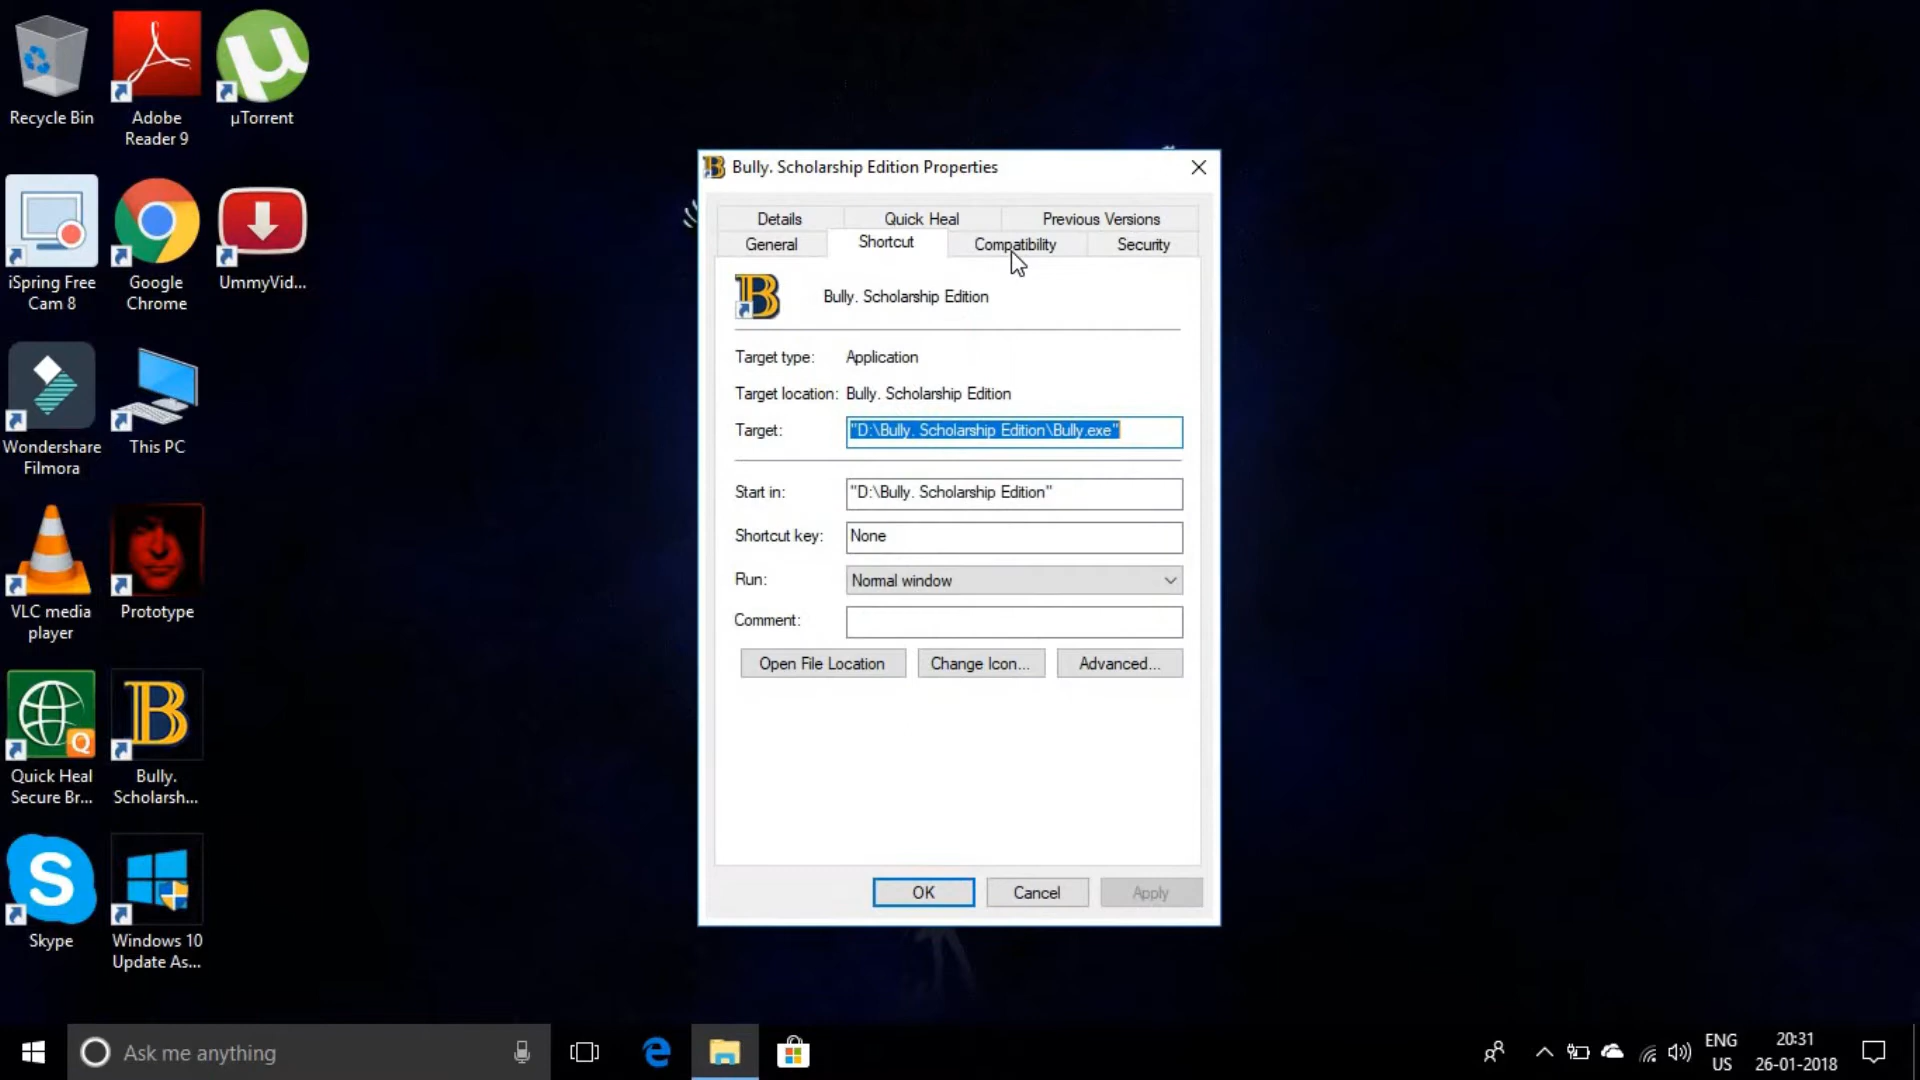 Recycle Bin
Adobe
Reader 9
µTorrent
iSpring Free
Cam 8
Google
Chrome
UmmyVid...
Wondershare
Filmora
This PC
VLC media
player
Prototype
Quick Heal
Secure Br...
Bully.
Scholarsh...
Skype
Windows 10
Update As...
Bully. Scholarship Edition Properties
Details Quick Heal Previous Versions
General Shortcut Compatibility Security
Bully. Scholarship Edition
Target type: Application
Target location: Bully. Scholarship Edition
Target: "D:\Bully. Scholarship Edition\Bully.exe"
Start in: "D:\Bully. Scholarship Edition"
Shortcut key: None
Run: Normal window
Comment:
Open File Location Change Icon... Advanced...
OK Cancel Apply
Ask me anything
ENG
US
20:31
26-01-2018